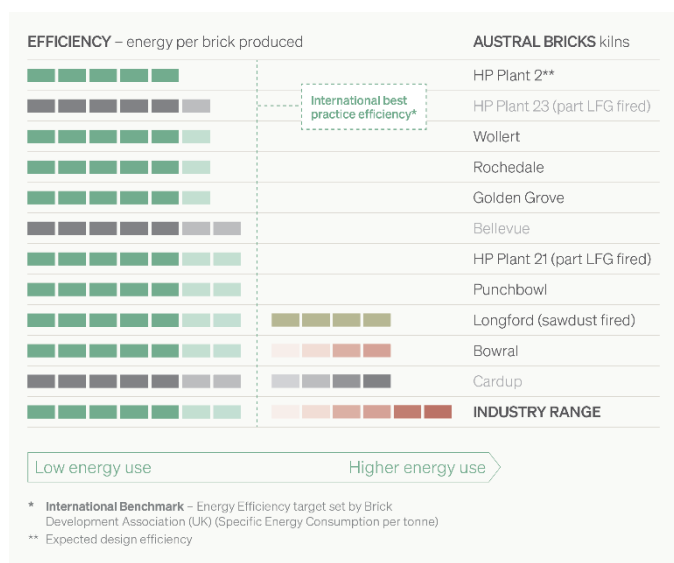 EFFICIENCY – energy per brick produced
AUSTRAL BRICKS kilns
HP Plant 2**
International best
practice efficiency*
HP Plant 23 (part LFG fired)
Wollert
Rochedale
Golden Grove
Bellevue
HP Plant 21 (part LFG fired)
Punchbowl
Longford (sawdust fired)
Bowral
Cardup
INDUSTRY RANGE
Low energy use
Higher energy use
* International Benchmark – Energy Efficiency target set by Brick
Development Association (UK) (Specific Energy Consumption per tonne)
** Expected design efficiency